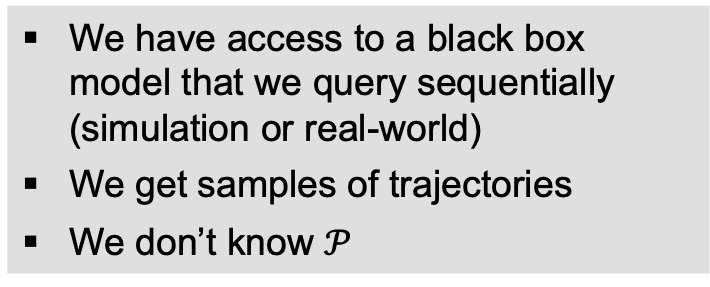 ▪ We have access to a black box
model that we query sequentially
(simulation or real-world)
▪ We get samples of trajectories
▪ We don’t know 𝒫